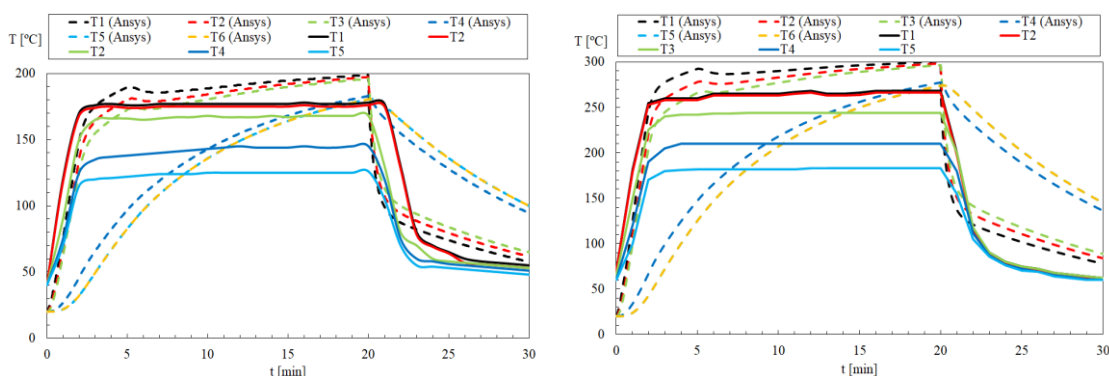 T1 (Ansys) T2 (Ansys) T3 (Ansys) T4 (Ansys)
T5 (Ansys) T6 (Ansys) T1 T2
T2 T4 T5
T [ºC]
200
150
100
50
0
0 5 10 15 20 25 30
t [min]
T1 (Ansys) T2 (Ansys) T3 (Ansys) T4 (Ansys)
T5 (Ansys) T6 (Ansys) T1 T2
T3 T4 T5
T [ºC]
300
250
200
150
100
50
0
0 5 10 15 20 25 30
t [min]